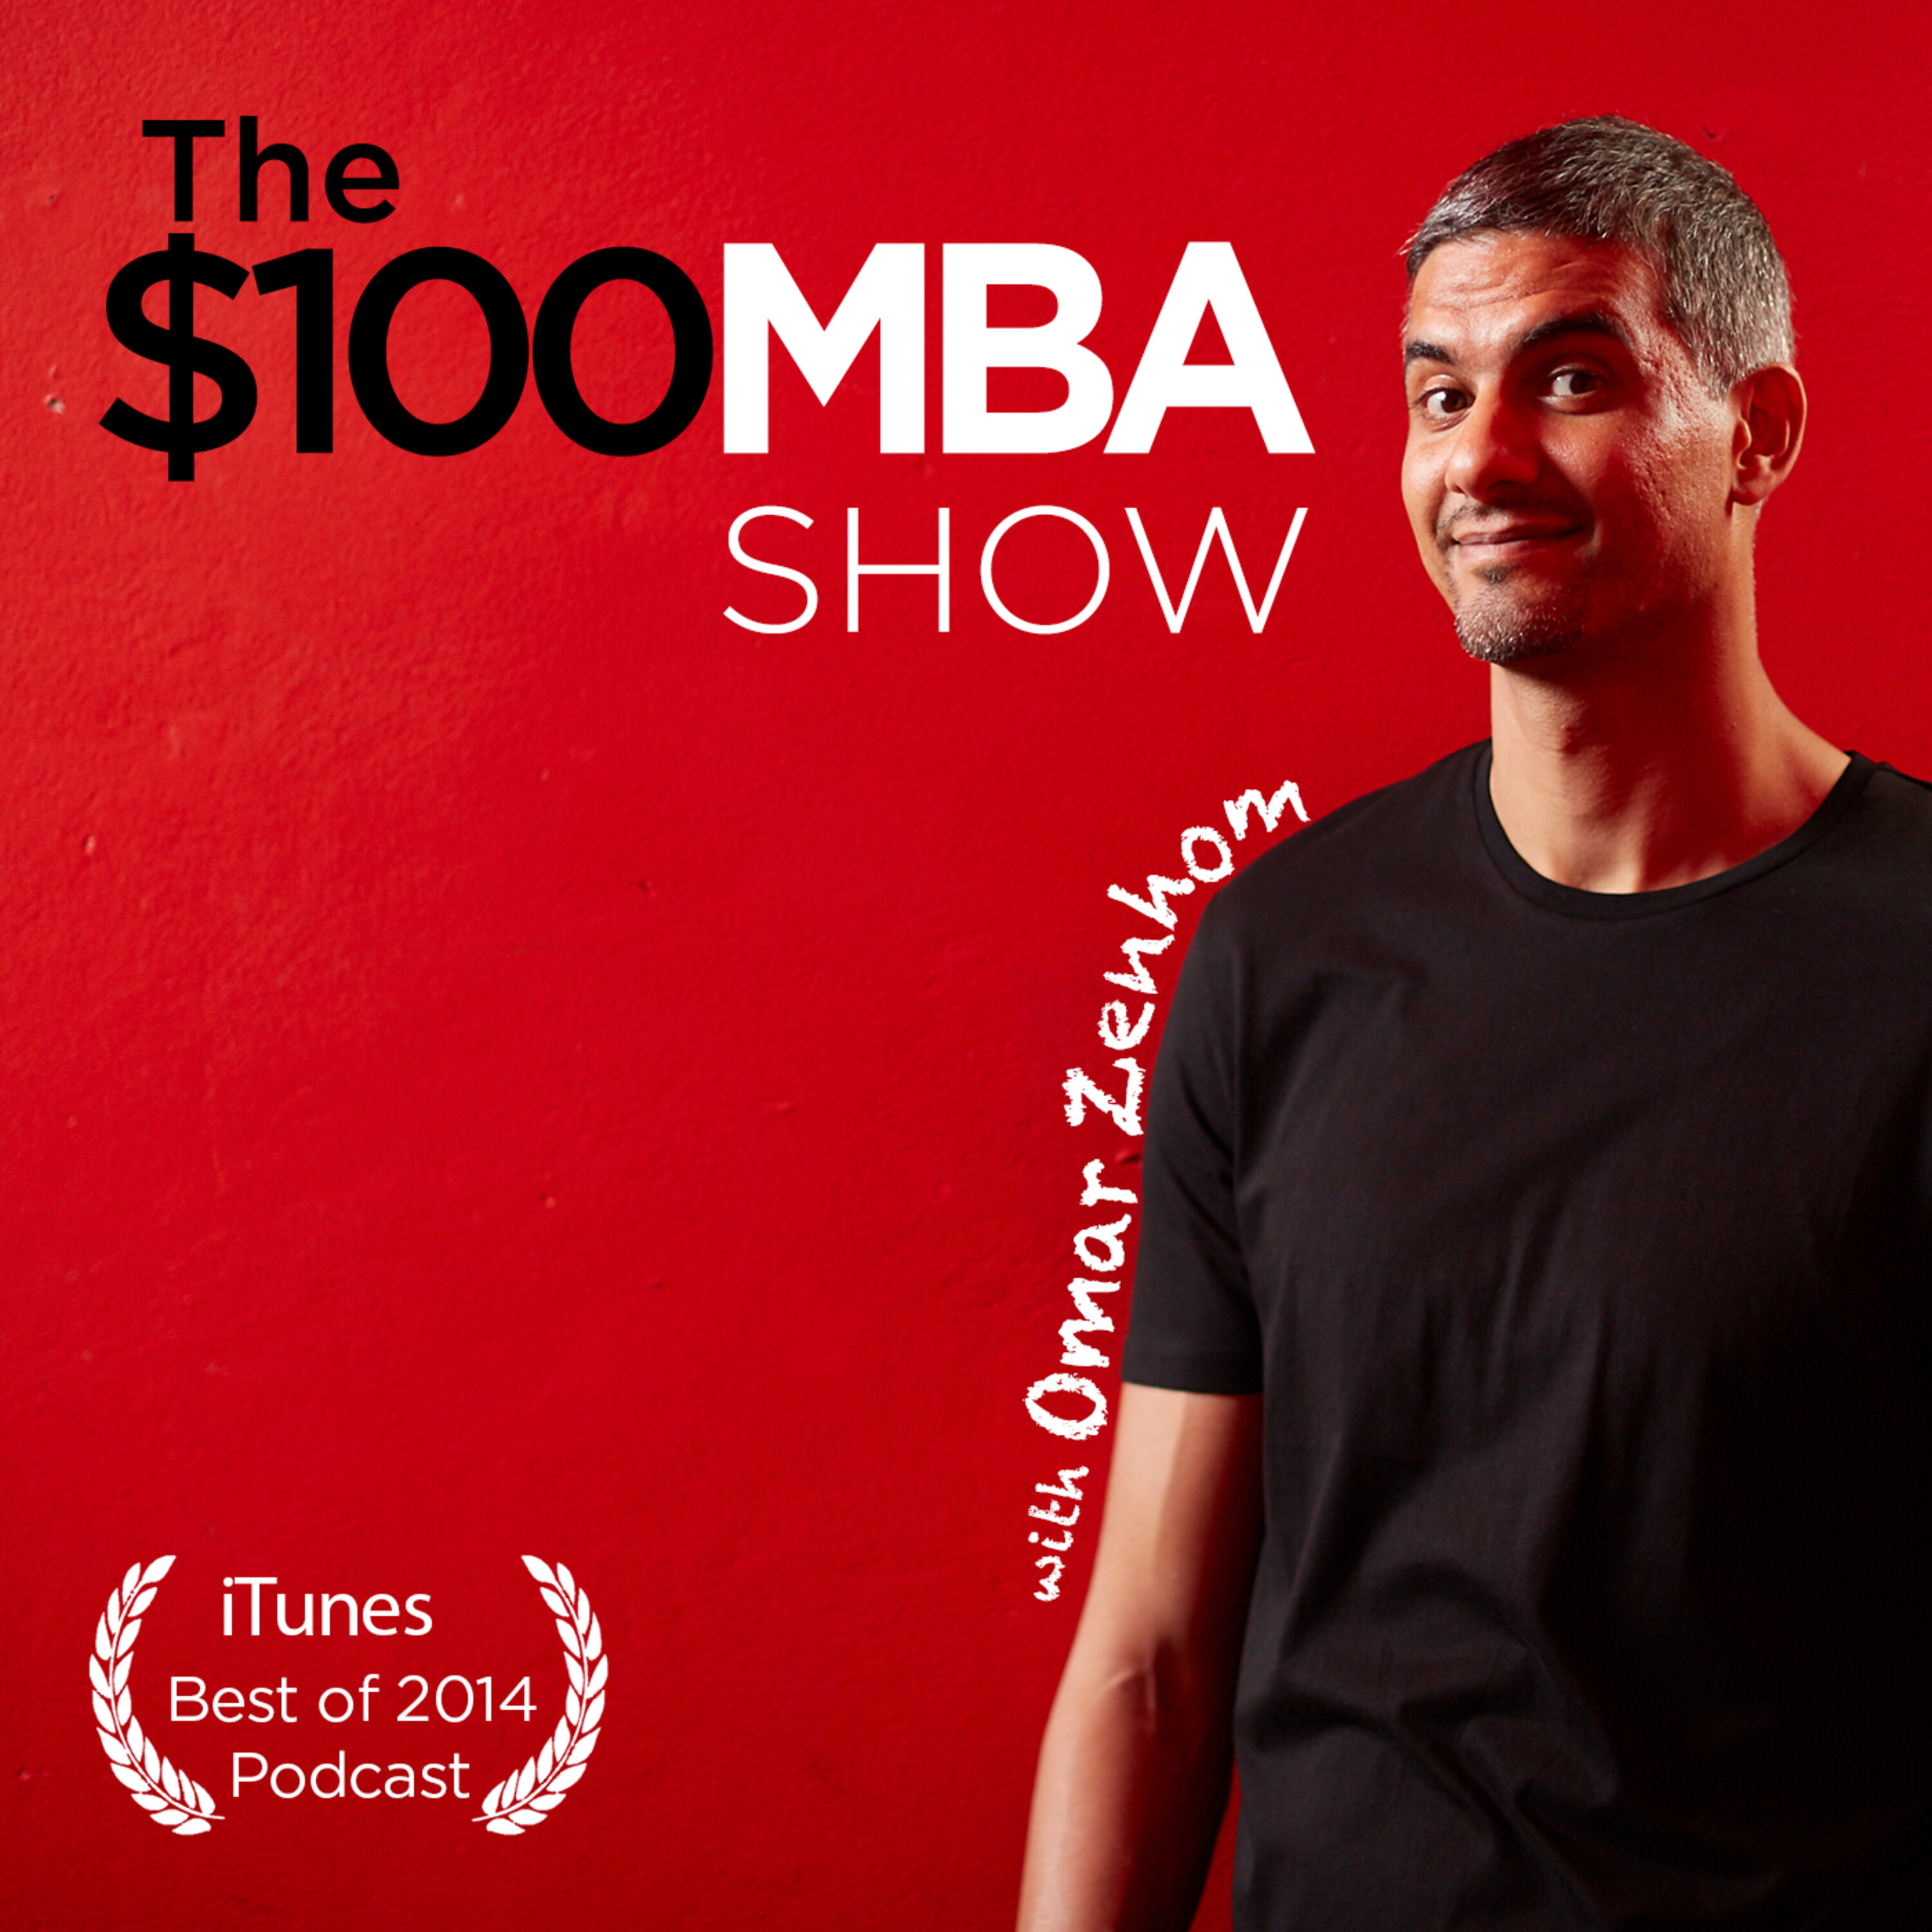 The
$100MBA
SHOW
with Omar Zenhom
iTunes
Best of 2014
Podcast